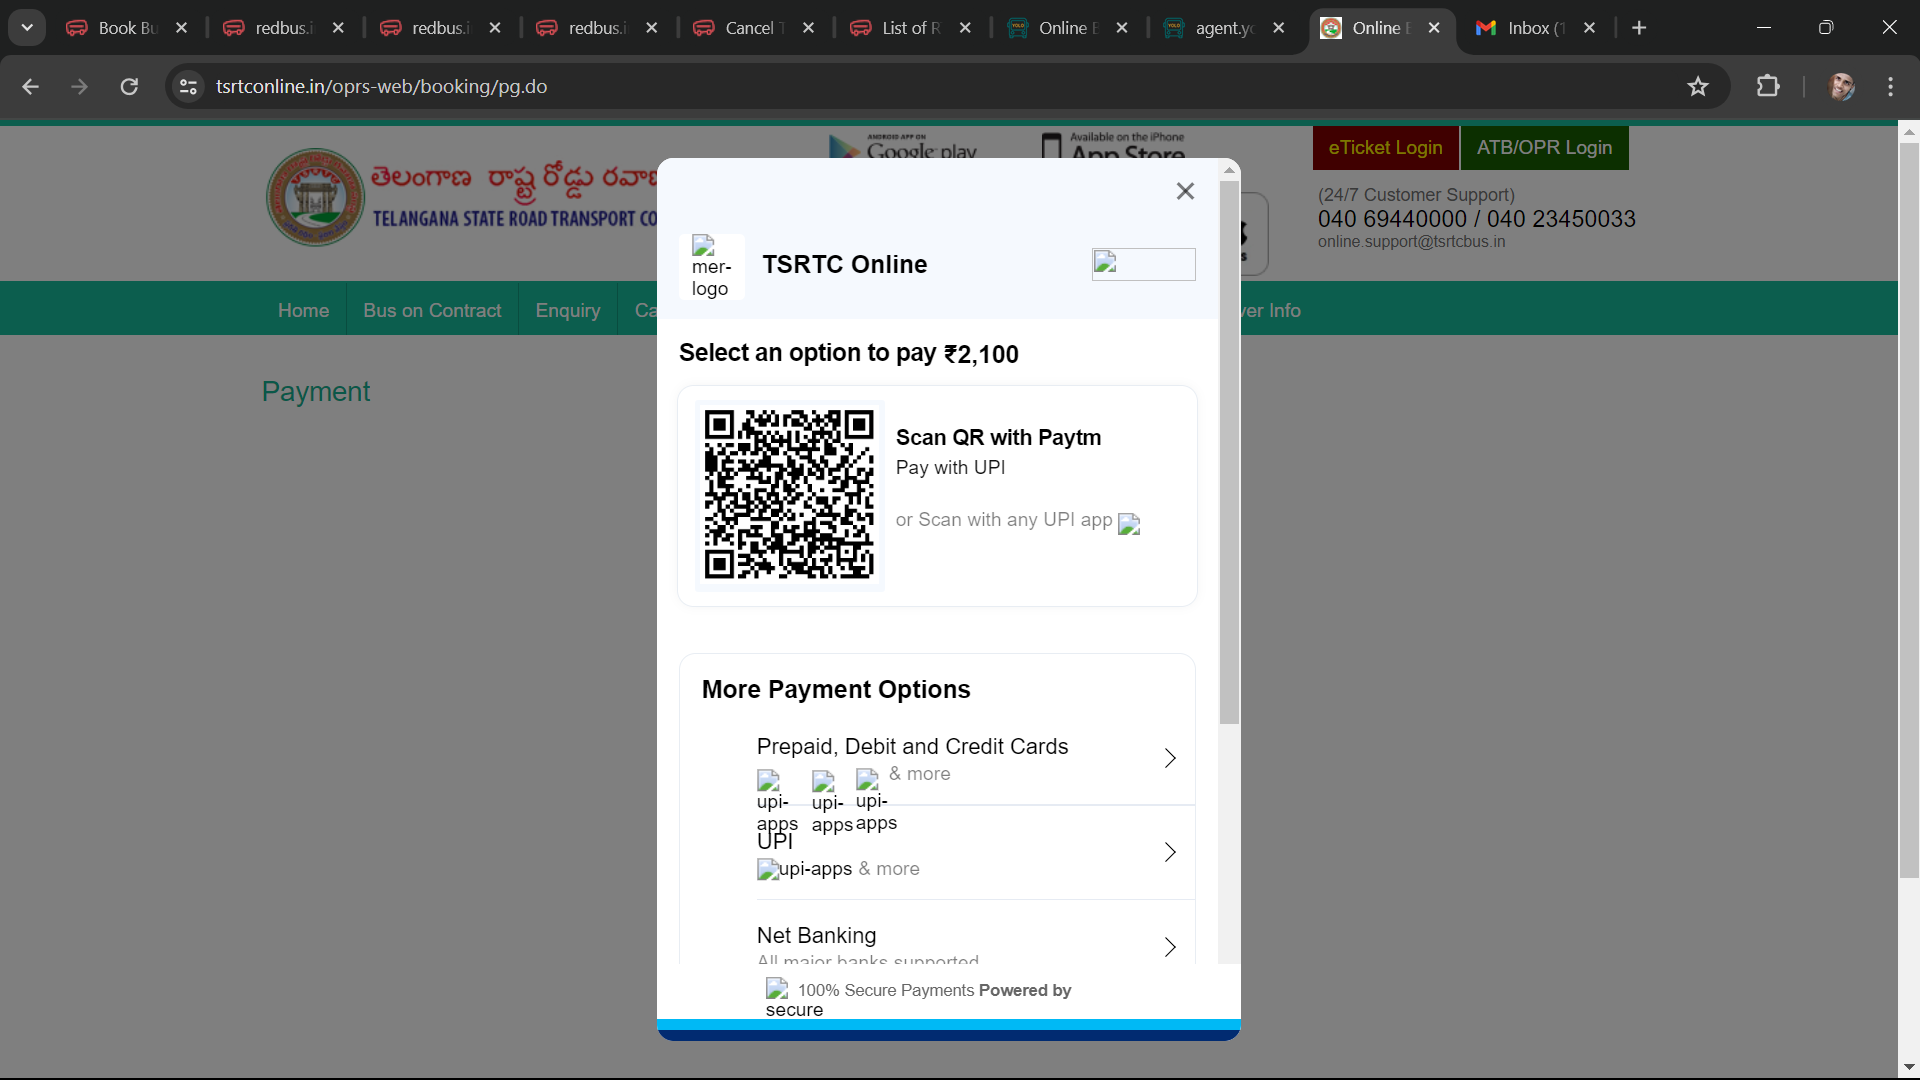 Book Bu
redbus.i
redbus.i
redbus.i
Cancel T
List of R
Online B
agent.yo
Online B
Inbox (1
tsrtconline.in/oprs-web/booking/pg.do
తెలంగాణ రాష్ట్ర రోడ్డు రవాణ
TELANGANA STATE ROAD TRANSPORT CO
ANDROID APP ON
Google play
Available on the iPhone
App Store
eTicket Login
ATB/OPR Login
(24/7 Customer Support)
040 69440000 / 040 23450033
online.support@tsrtcbus.in
Home
Bus on Contract
Enquiry
Ca
ver Info
Payment
mer-
logo
TSRTC Online
Select an option to pay ₹2,100
Scan QR with Paytm
Pay with UPI
or Scan with any UPI app
More Payment Options
Prepaid, Debit and Credit Cards
upi-
apps
upi-
apps
upi-
apps
& more
UPI
upi-apps & more
Net Banking
All major banks supported
secure
100% Secure Payments Powered by